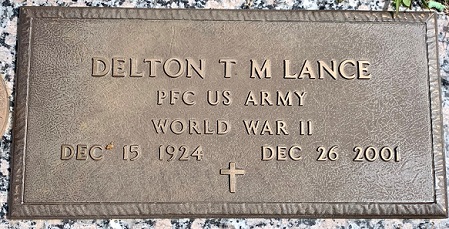 DELTON T M LANCE
PFC US ARMY
WORLD WAR II
DEC 15 1924 DEC 26 2001